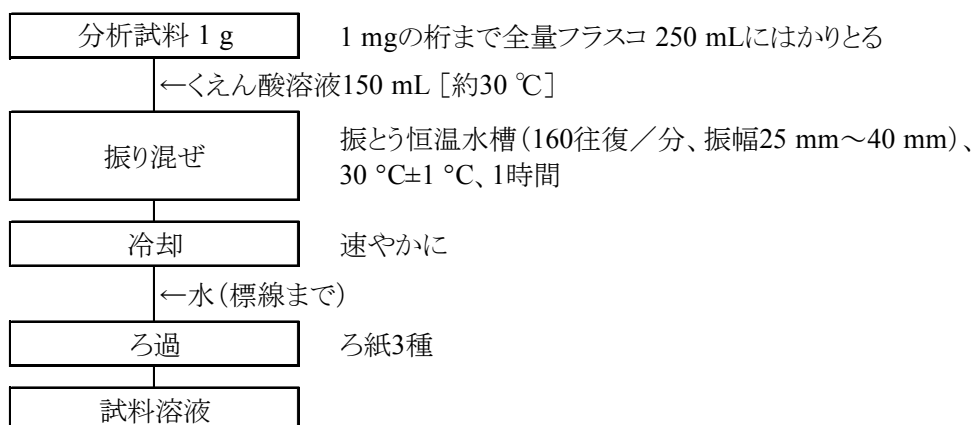 分析試料 1 g 1 mgの桁まで全量フラスコ 250 mLにはかりとる
←くえん酸溶液150 mL [約30 ℃]
振り混ぜ 振とう恒温水槽(160往復/分、振幅25 mm~40 mm)、
30 °C±1 °C、1時間
冷却 速やかに
←水(標線まで)
ろ過 ろ紙3種
試料溶液